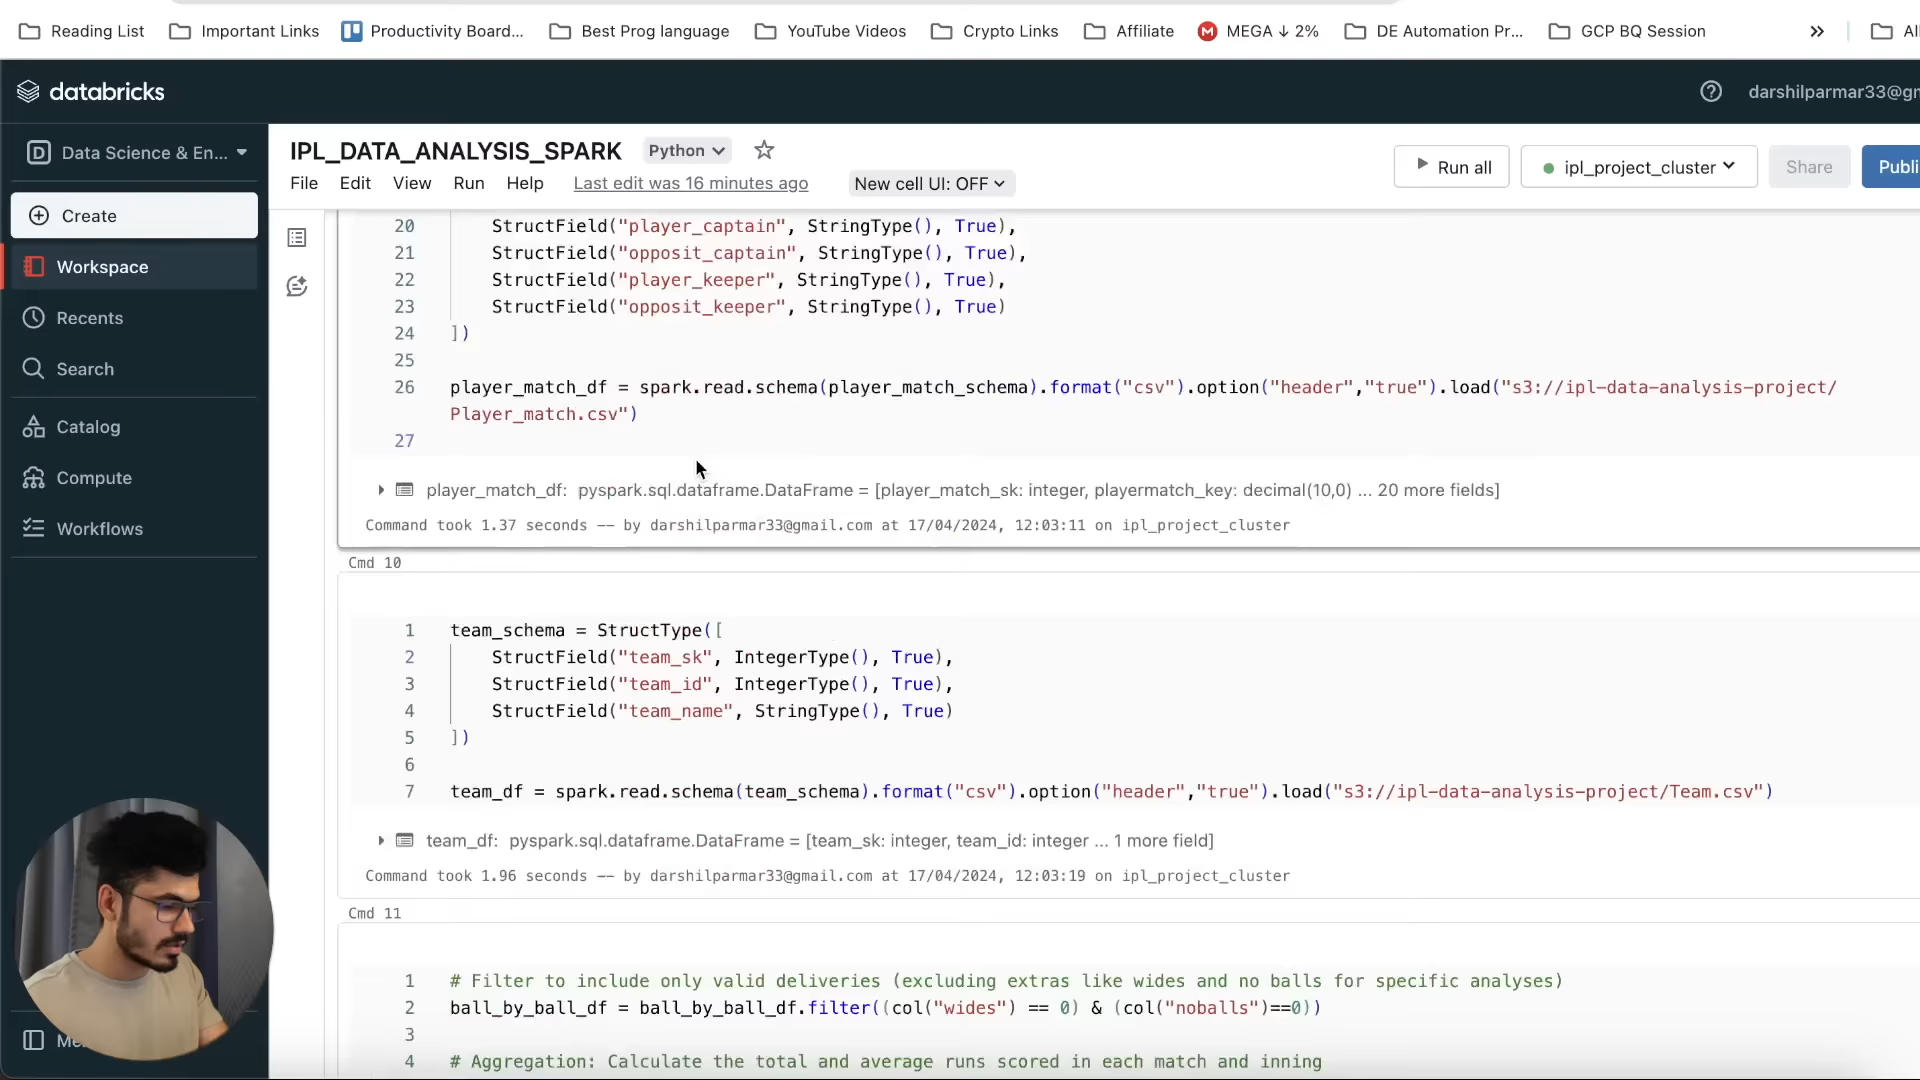 Reading List Important Links Productivity Board... Best Prog language YouTube Videos Crypto Links Affiliate MEGA ↓ 2% DE Automation Pr... GCP BQ Session »
databricks darshilparmar33@gm
Data Science & En...
Create
Workspace
Recents
Search
Catalog
Compute
Workflows
IPL_DATA_ANALYSIS_SPARK Python
File Edit View Run Help Last edit was 16 minutes ago New cell UI: OFF
Run all ipl_project_cluster Share Publi
20 StructField("player_captain", StringType(), True),
21 StructField("opposit_captain", StringType(), True),
22 StructField("player_keeper", StringType(), True),
23 StructField("opposit_keeper", StringType(), True)
24 ])
25
26 player_match_df = spark.read.schema(player_match_schema).format("csv").option("header","true").load("s3://ipl-data-analysis-project/
Player_match.csv")
27
player_match_df: pyspark.sql.dataframe.DataFrame = [player_match_sk: integer, playermatch_key: decimal(10,0) ... 20 more fields]
Command took 1.37 seconds -- by darshilparmar33@gmail.com at 17/04/2024, 12:03:11 on ipl_project_cluster
Cmd 10
1 team_schema = StructType([
2 StructField("team_sk", IntegerType(), True),
3 StructField("team_id", IntegerType(), True),
4 StructField("team_name", StringType(), True)
5 ])
6
7 team_df = spark.read.schema(team_schema).format("csv").option("header","true").load("s3://ipl-data-analysis-project/Team.csv")
team_df: pyspark.sql.dataframe.DataFrame = [team_sk: integer, team_id: integer ... 1 more field]
Command took 1.96 seconds -- by darshilparmar33@gmail.com at 17/04/2024, 12:03:19 on ipl_project_cluster
Cmd 11
1 # Filter to include only valid deliveries (excluding extras like wides and no balls for specific analyses)
2 ball_by_ball_df = ball_by_ball_df.filter((col("wides") == 0) & (col("noballs")==0))
3
4 # Aggregation: Calculate the total and average runs scored in each match and inning